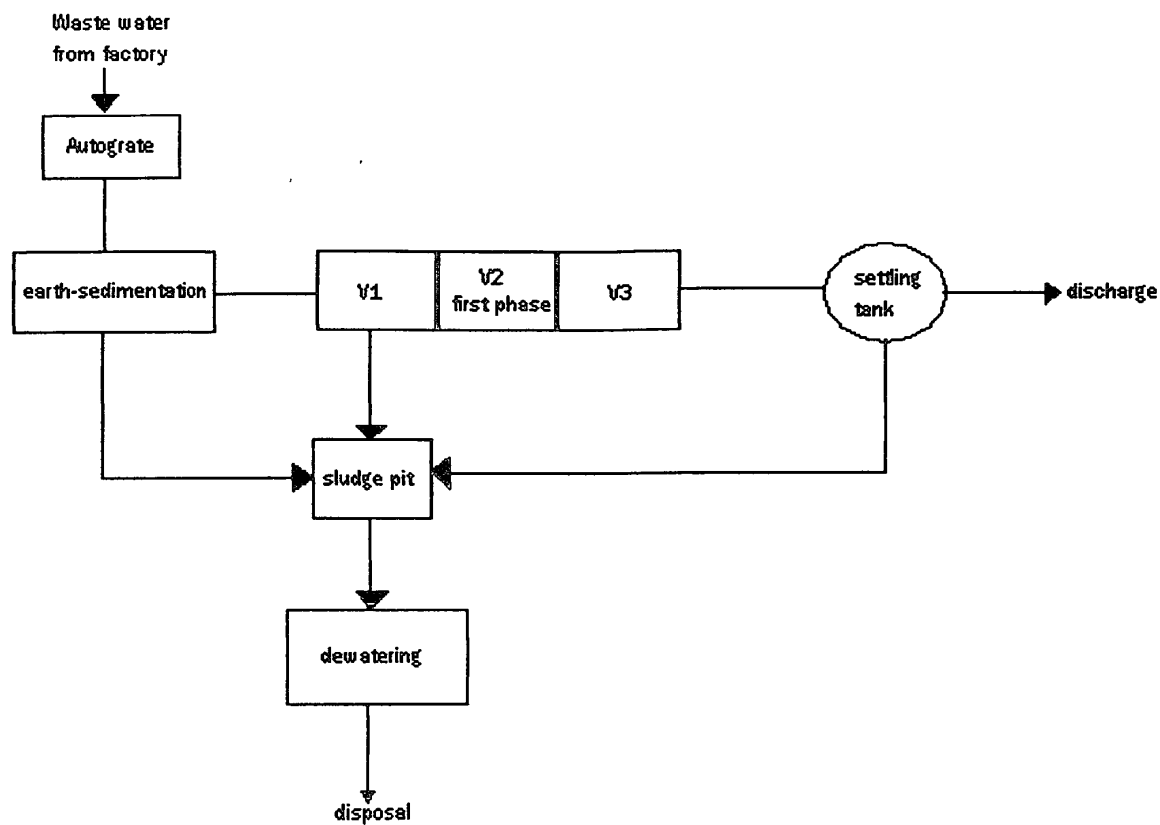 Waste water
from factory
Autograte
earth-sedimentation
V1
V2
first phase
V3
settling
tank
discharge
sludge pit
dewatering
disposal